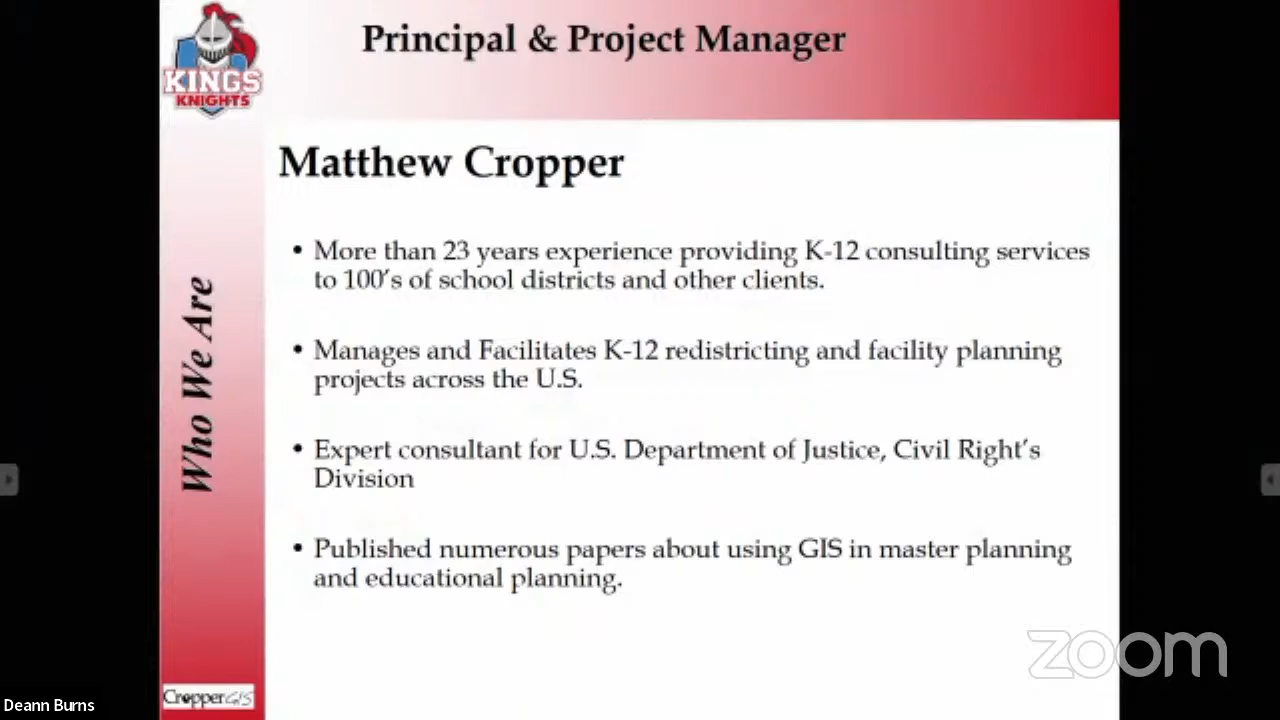 KINGS
KNIGHTS
Principal & Project Manager
Who We Are
Matthew Cropper
• More than 23 years experience providing K-12 consulting services
to 100's of school districts and other clients.
• Manages and Facilitates K-12 redistricting and facility planning
projects across the U.S.
• Expert consultant for U.S. Department of Justice, Civil Right's
Division
• Published numerous papers about using GIS in master planning
and educational planning.
zoom
CropperGIS
Deann Burns